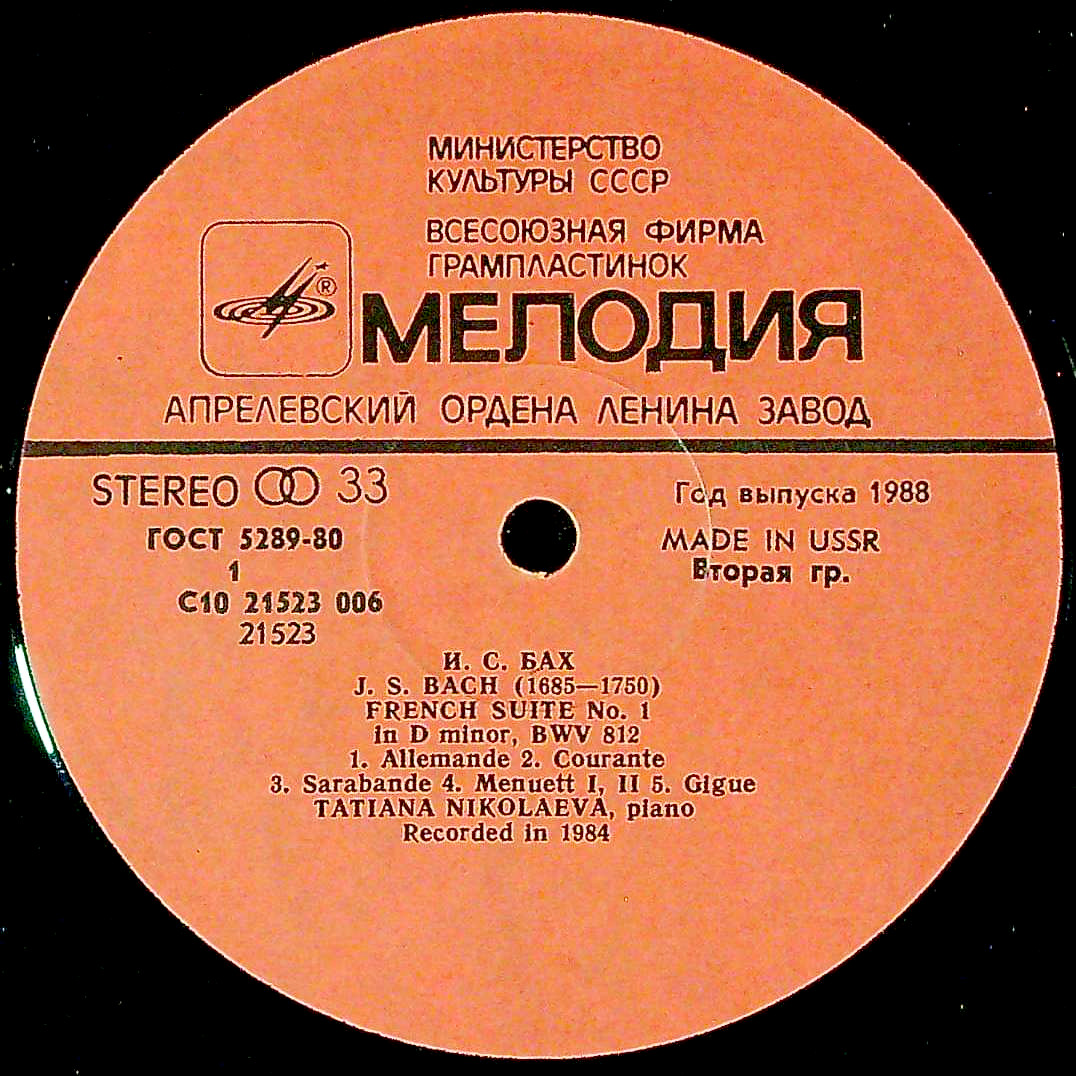 МИНИСТЕРСТВО
КУЛЬТУРЫ СССР
ВСЕСОЮЗНАЯ ФИРМА
ГРАМПЛАСТИНОК
®
МЕЛОДИЯ
АПРЕЛЕВСКИЙ ОРДЕНА ЛЕНИНА ЗАВОД
STEREO 33
Год выпуска 1988
ГОСТ 5289-80
MADE IN USSR
1
Вторая гр.
С10 21523 006
21523
И. С. БАХ
J. S. BACH (1685—1750)
FRENCH SUITE No. 1
in D minor, BWV 812
1. Allemande 2. Courante
3. Sarabande 4. Menuett I, II 5. Gigue
TATIANA NIKOLAEVA, piano
Recorded in 1984